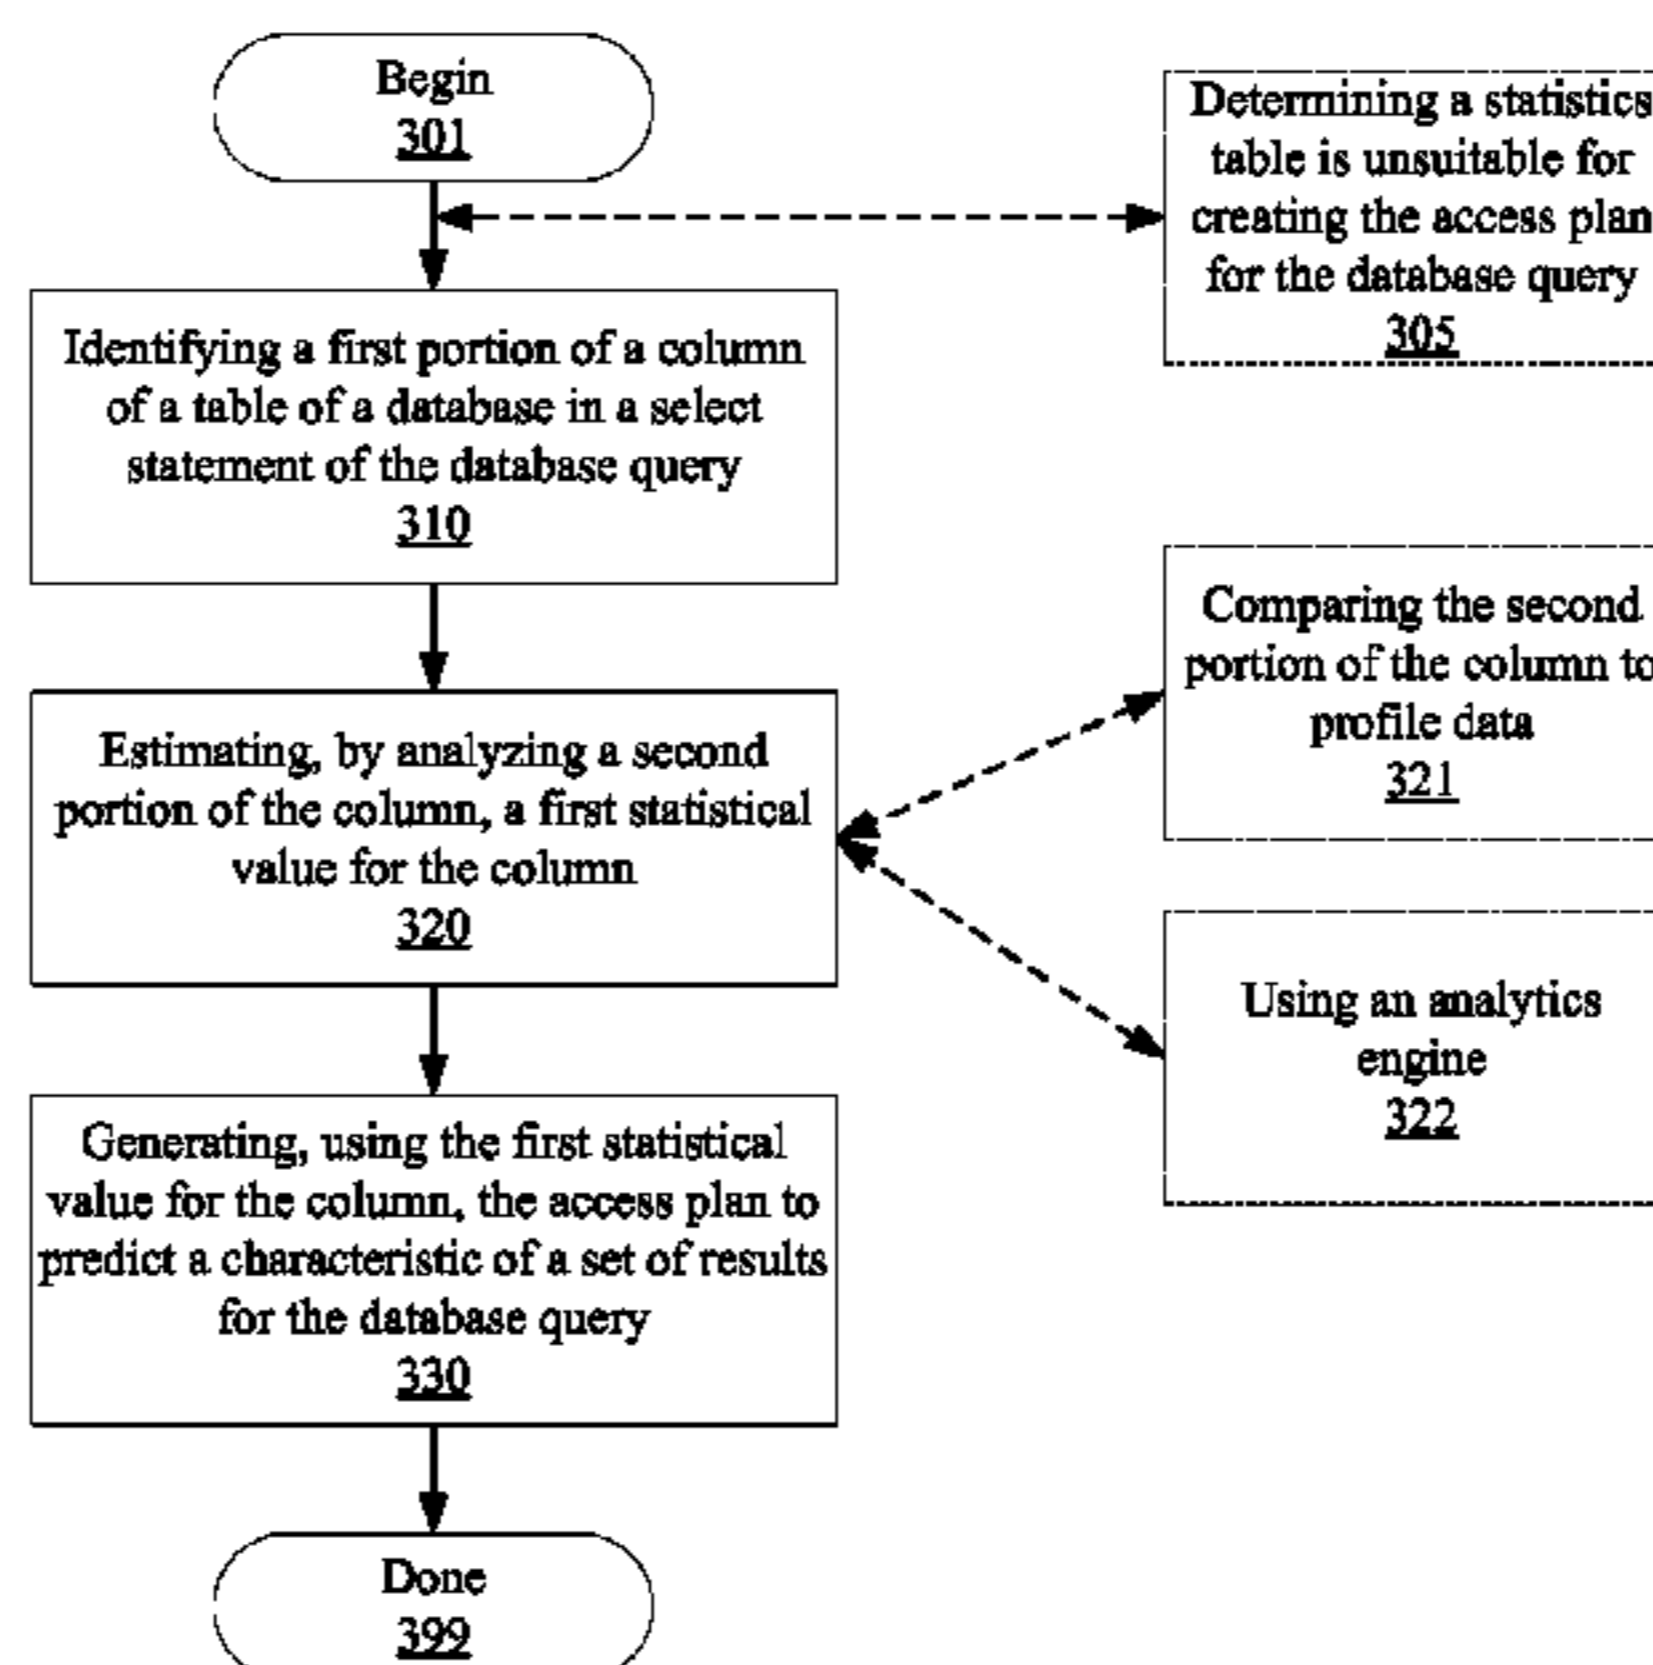 Begin
301
Determining a statistics
table is unsuitable for
creating the access plan
for the database query
305
Identifying a first portion of a column
of a table of a database in a select
statement of the database query
310
Comparing the second
portion of the column to
profile data
321
Estimating, by analyzing a second
portion of the column, a first statistical
value for the column
320
Using an analytics
engine
322
Generating, using the first statistical
value for the column, the access plan to
predict a characteristic of a set of results
for the database query
330
Done
399